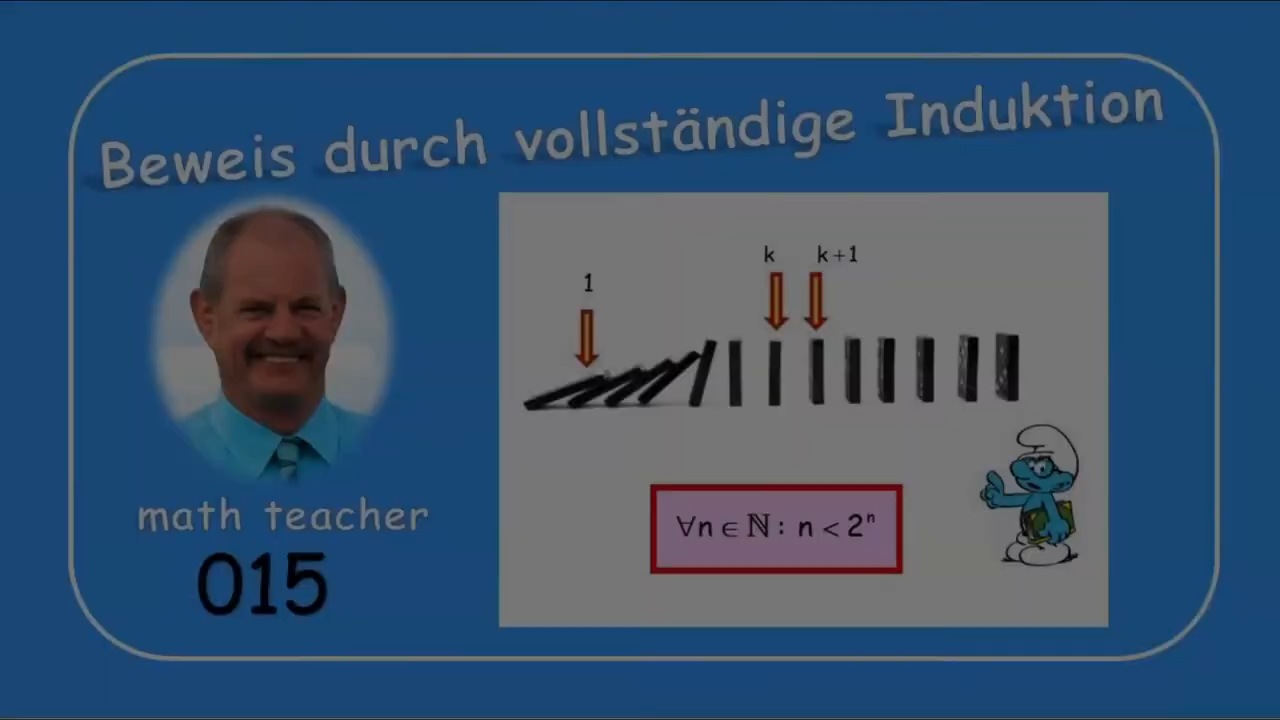 Beweis durch vollständige Induktion
1
k
k+1
∀n ∈ ℕ: n < 2ⁿ
math teacher
015